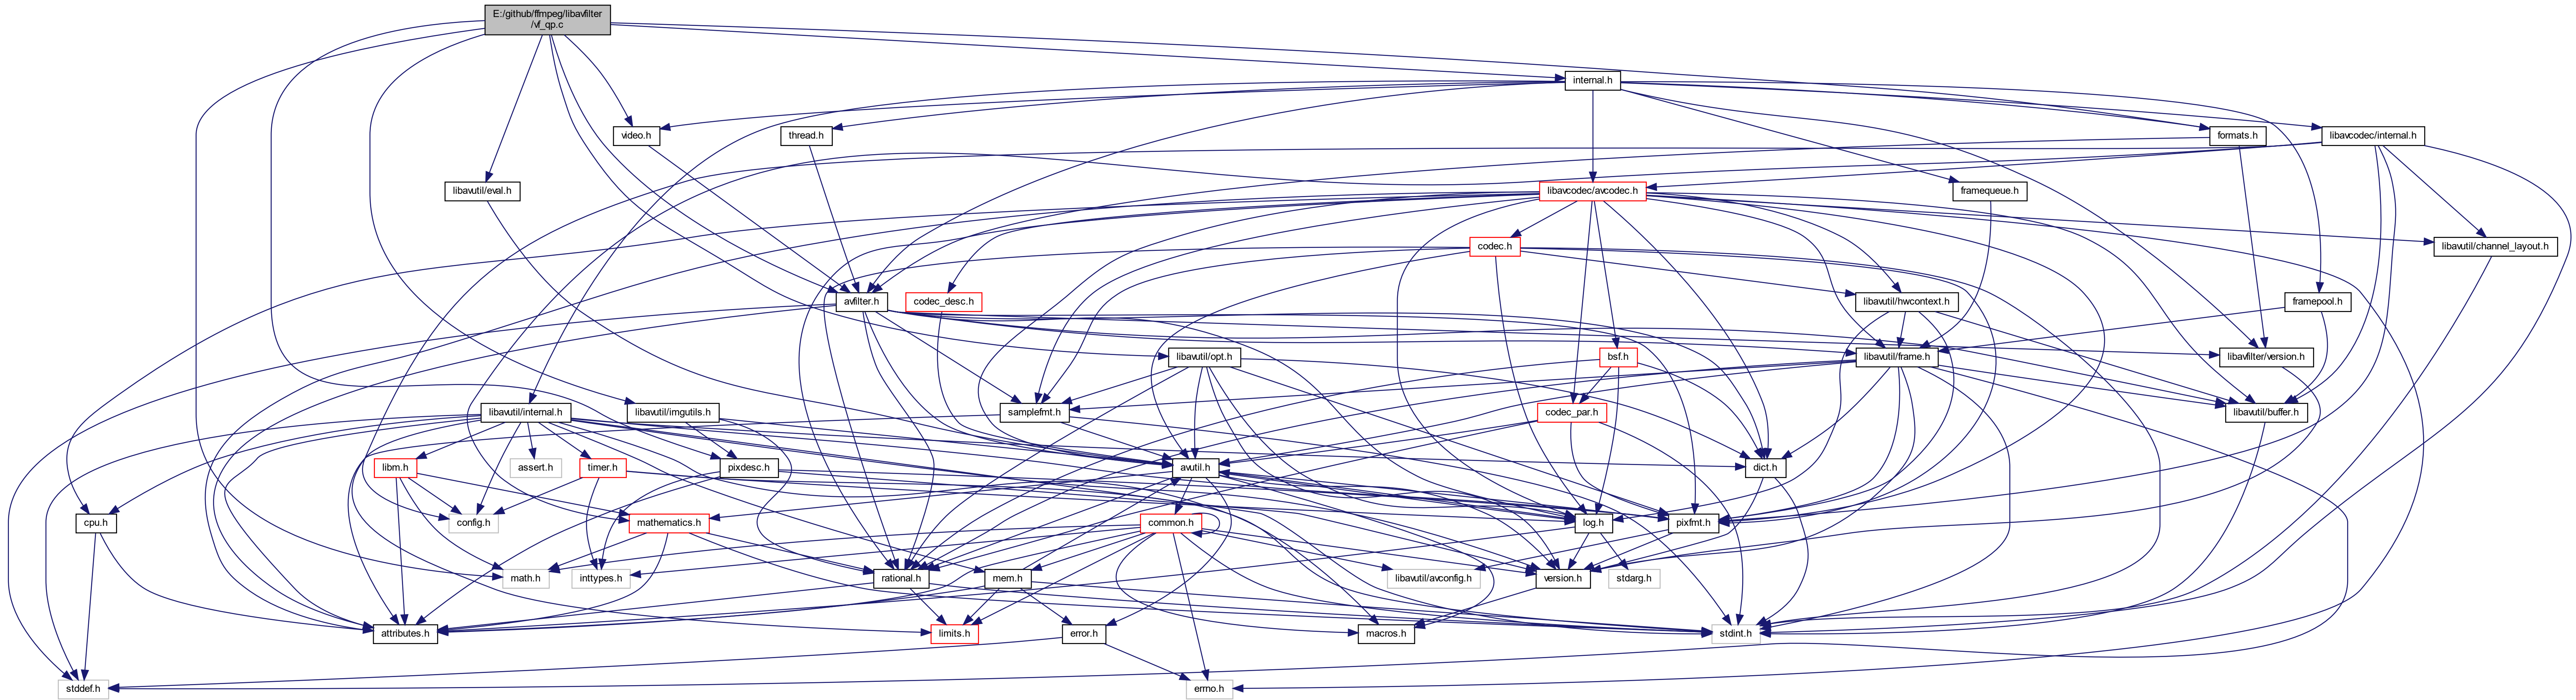 E:/github/ffmpeg/libavfilter
/vf_qp.c
internal.h
video.h
thread.h
formats.h
libavcodec/internal.h
libavutil/eval.h
libavcodec/avcodec.h
framequeue.h
codec.h
libavutil/channel_layout.h
avfilter.h
codec_desc.h
libavutil/hwcontext.h
framepool.h
libavutil/opt.h
bsf.h
libavutil/frame.h
libavfilter/version.h
libavutil/internal.h
libavutil/imgutils.h
samplefmt.h
codec_par.h
libavutil/buffer.h
libm.h
assert.h
timer.h
pixdesc.h
avutil.h
dict.h
cpu.h
config.h
mathematics.h
common.h
log.h
pixfmt.h
math.h
inttypes.h
rational.h
mem.h
libavutil/avconfig.h
version.h
stdarg.h
attributes.h
limits.h
error.h
macros.h
stdint.h
stddef.h
errno.h